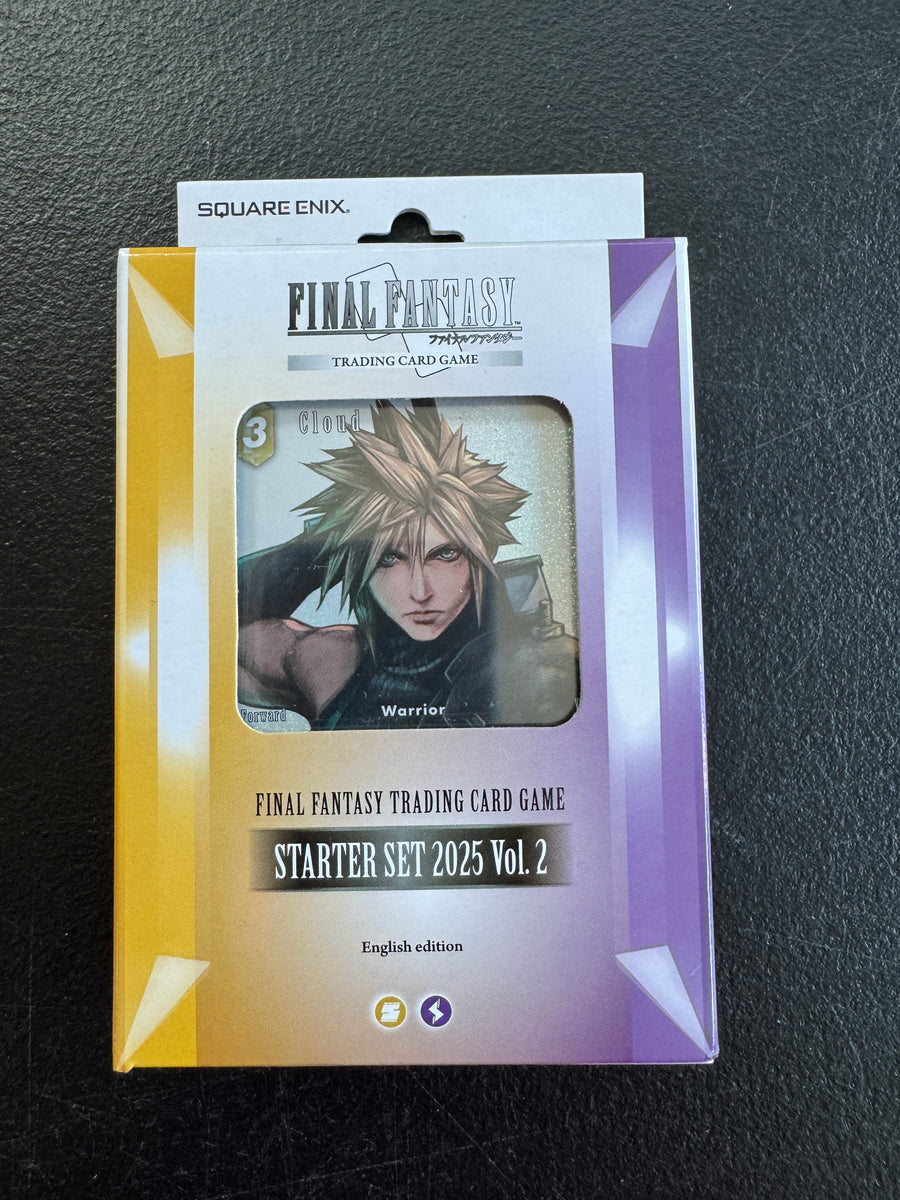 SQUARE ENIX®
FINAL FANTASY™
ファイナルファンタジー
TRADING CARD GAME
3
Cloud
Forward
Warrior
FINAL FANTASY TRADING CARD GAME
STARTER SET 2025 Vol. 2
English edition